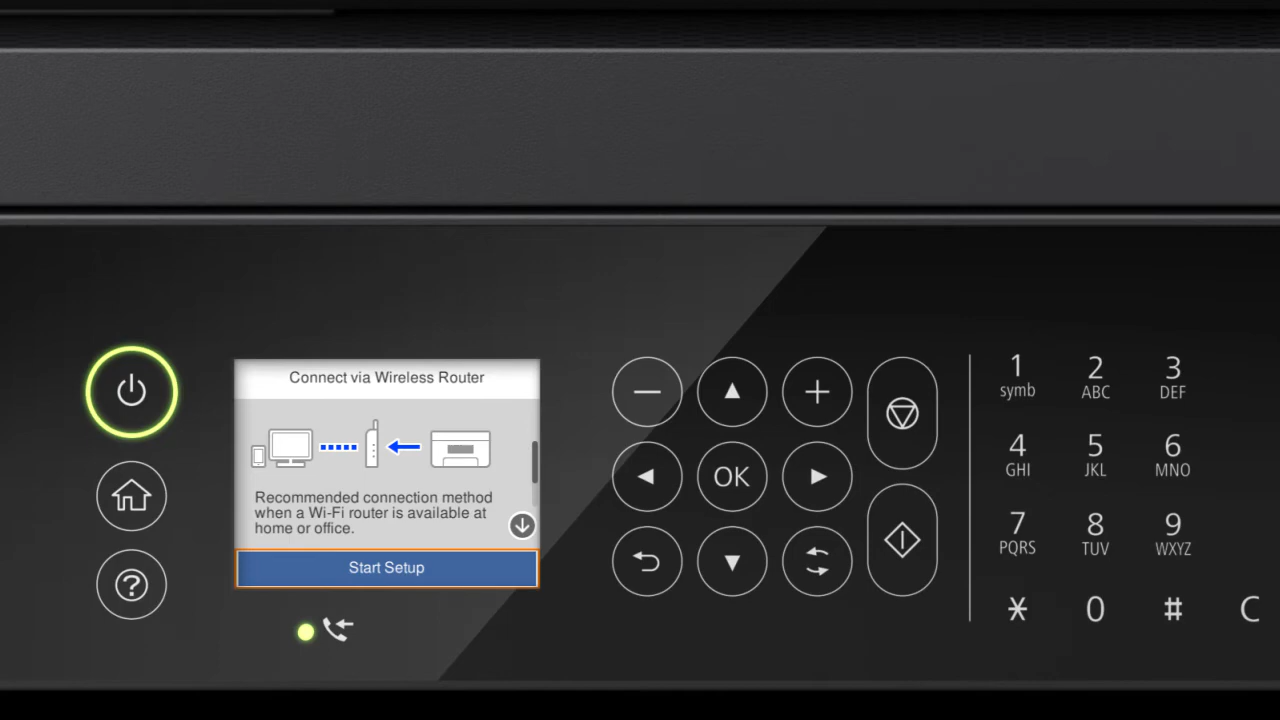 Connect via Wireless Router
Recommended connection method
when a Wi-Fi router is available at
home or office.
Start Setup
OK
1 2 3
symb ABC DEF
4 5 6
GHI JKL MNO
7 8 9
PQRS TUV WXYZ
* 0 # C